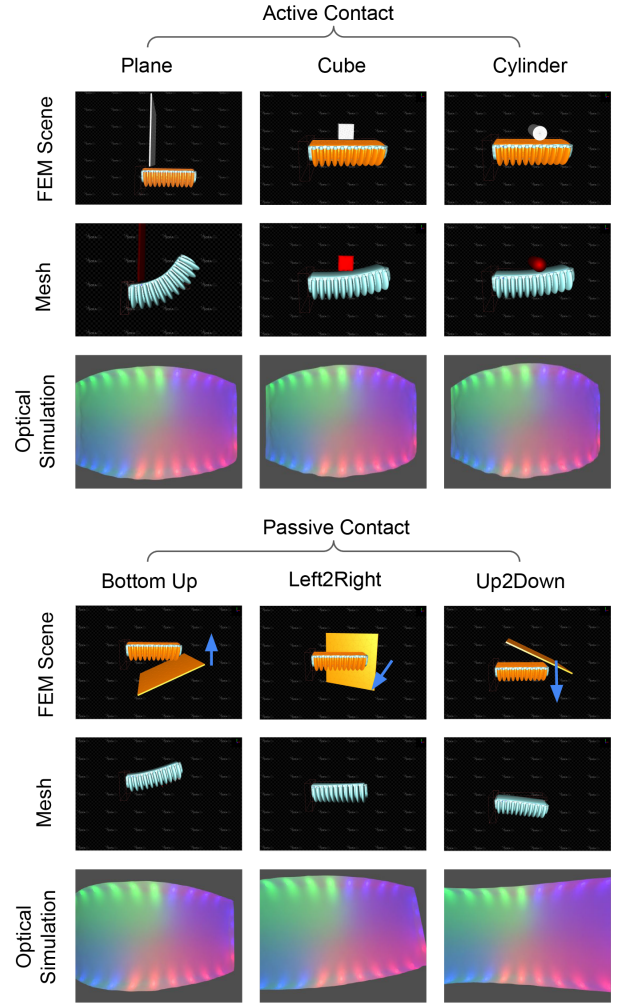 Active Contact
Plane
Cube
Cylinder
FEM Scene
Mesh
Optical
Simulation
Passive Contact
Bottom Up
Left2Right
Up2Down
FEM Scene
Mesh
Optical
Simulation